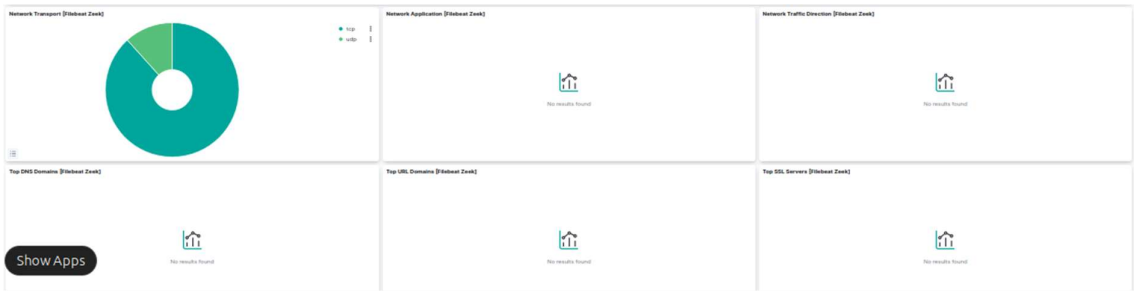 Network Transport [Filebeat Zeek]
tcp
udp
Network Application [Filebeat Zeek]
No results found
Network Traffic Direction [Filebeat Zeek]
No results found
Top DNS Domains [Filebeat Zeek]
No results found
Top URL Domains [Filebeat Zeek]
No results found
Top SSL Servers [Filebeat Zeek]
No results found
Show Apps